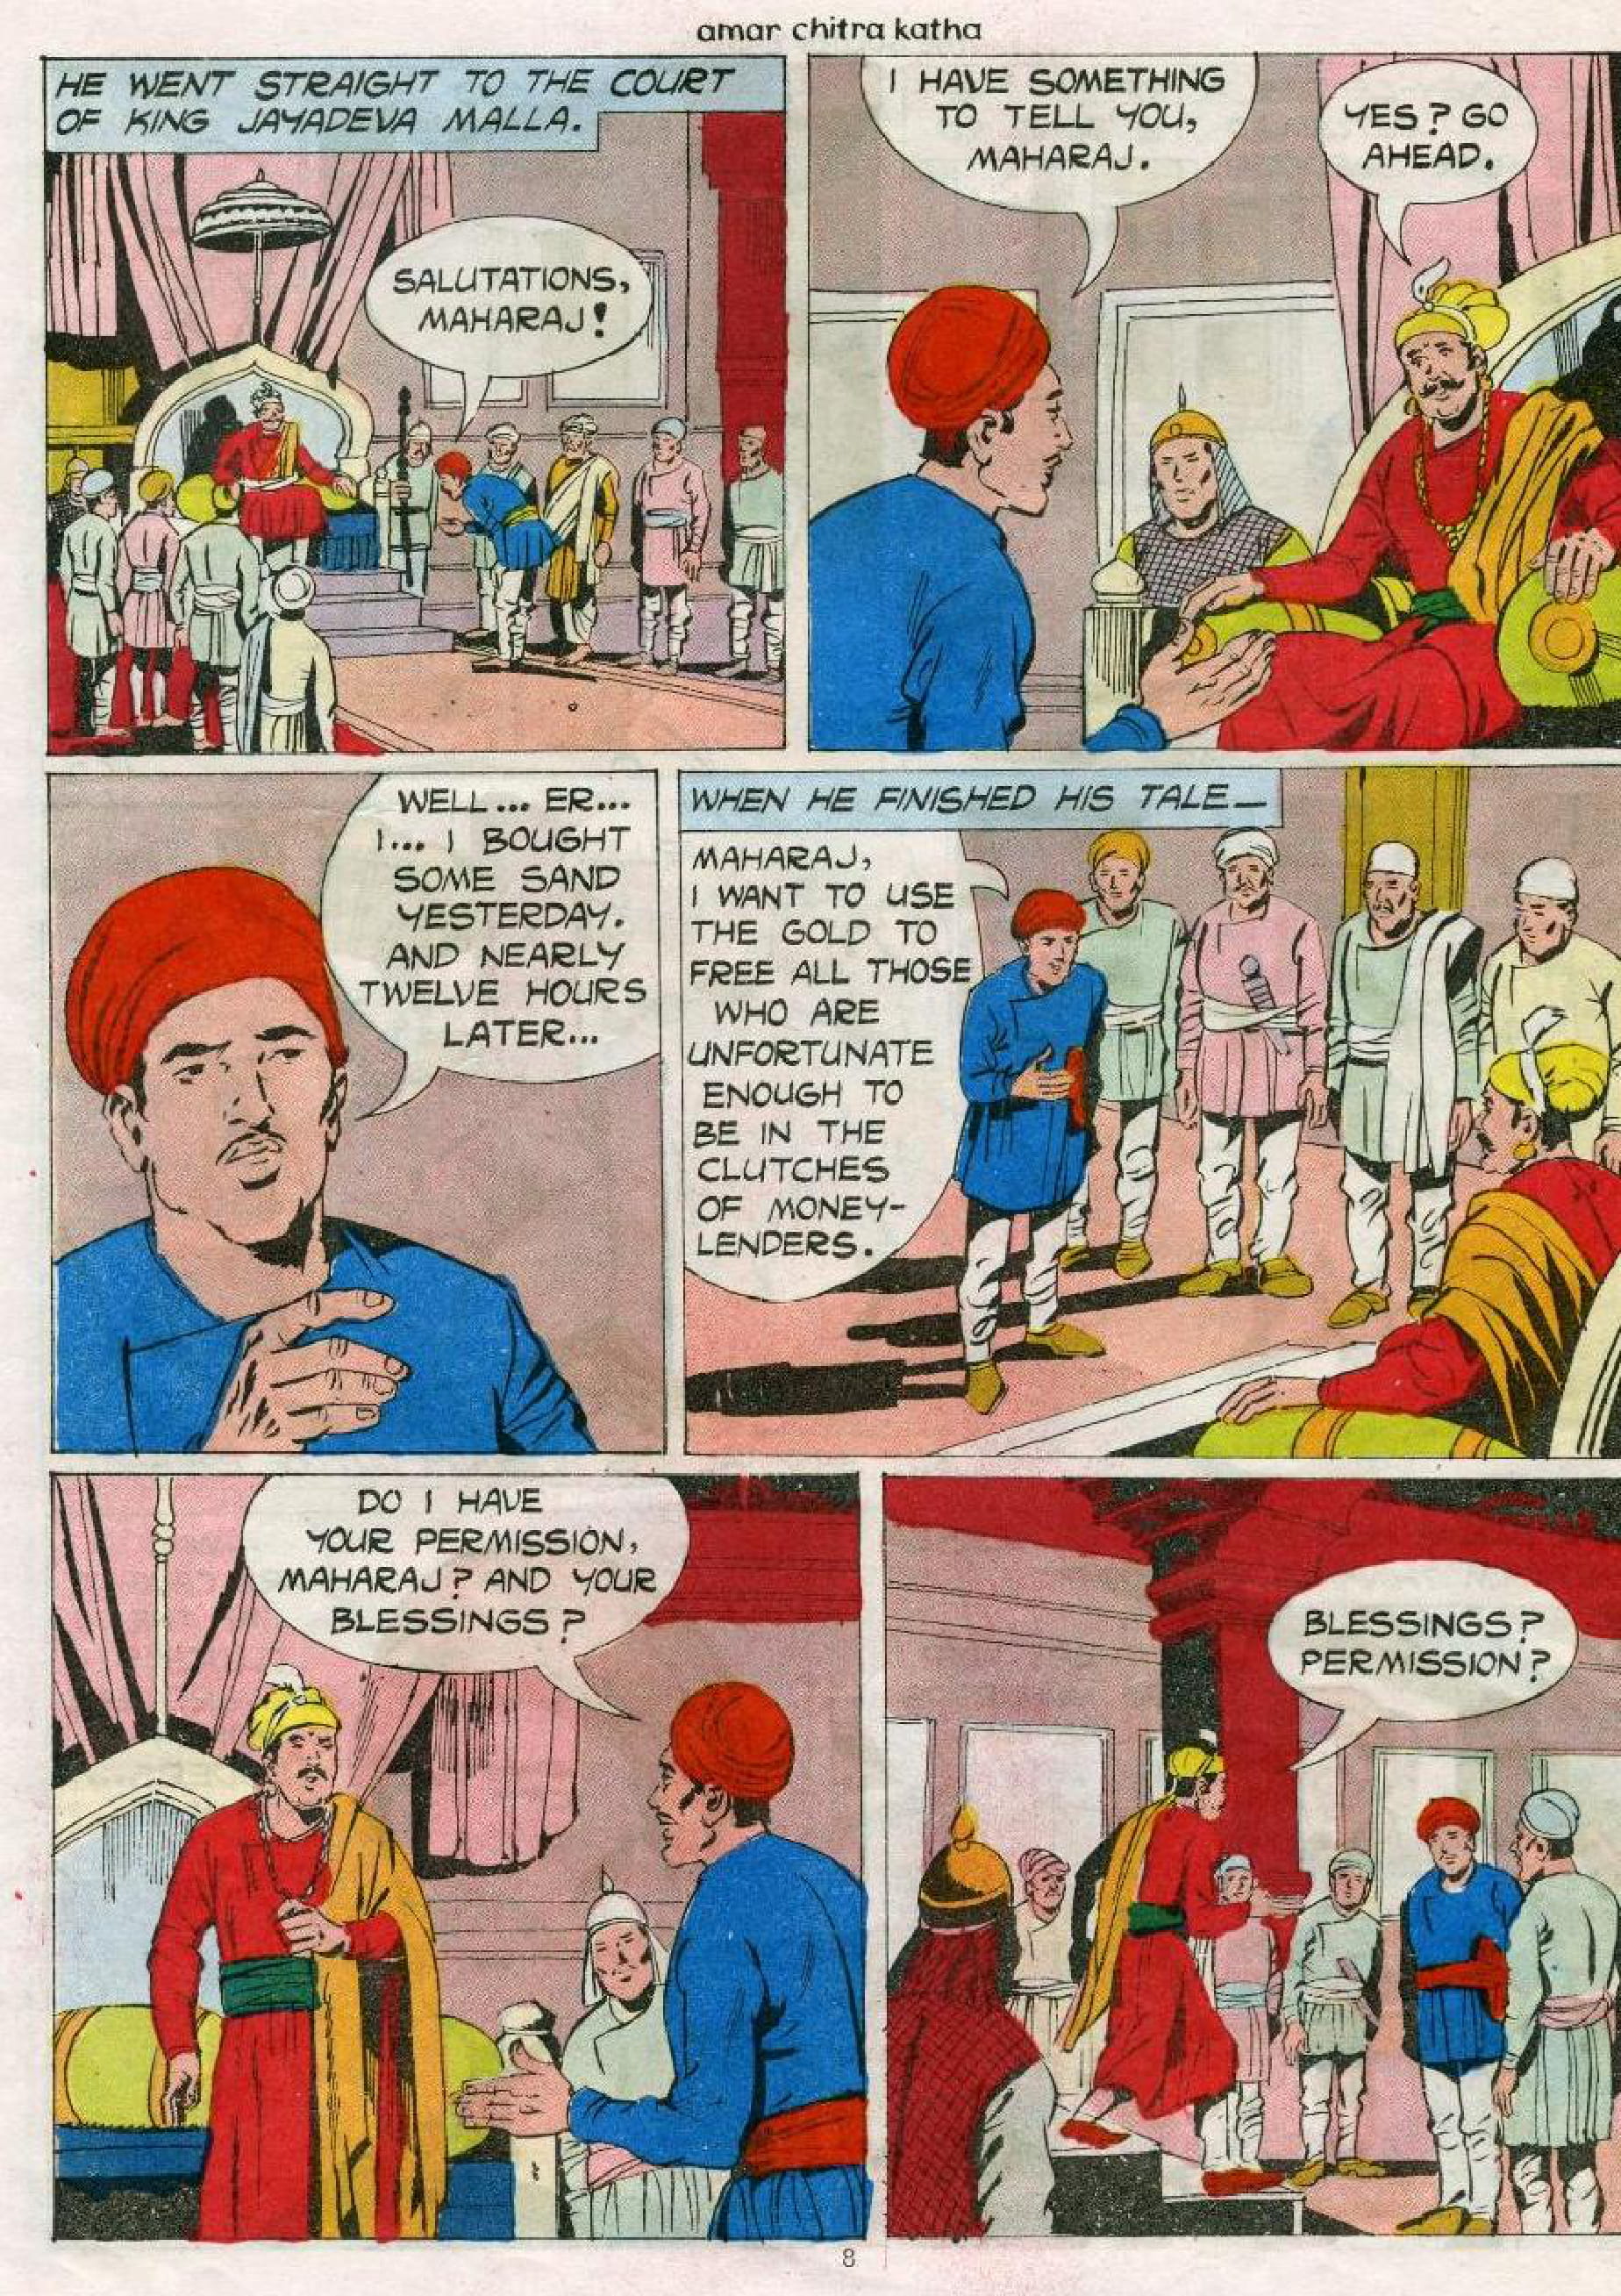 amar chitra katha
HE WENT STRAIGHT TO THE COURT
OF KING JAYADEVA MALLA.
SALUTATIONS,
MAHARAJ!
I HAVE SOMETHING
TO TELL YOU,
MAHARAJ.
YES? GO
AHEAD.
WELL... ER...
I... I BOUGHT
SOME SAND
YESTERDAY.
AND NEARLY
TWELVE HOURS
LATER...
WHEN HE FINISHED HIS TALE—
MAHARAJ,
I WANT TO USE
THE GOLD TO
FREE ALL THOSE
WHO ARE
UNFORTUNATE
ENOUGH TO
BE IN THE
CLUTCHES
OF MONEY-
LENDERS.
DO I HAVE
YOUR PERMISSION,
MAHARAJ? AND YOUR
BLESSINGS?
BLESSINGS?
PERMISSION?
8